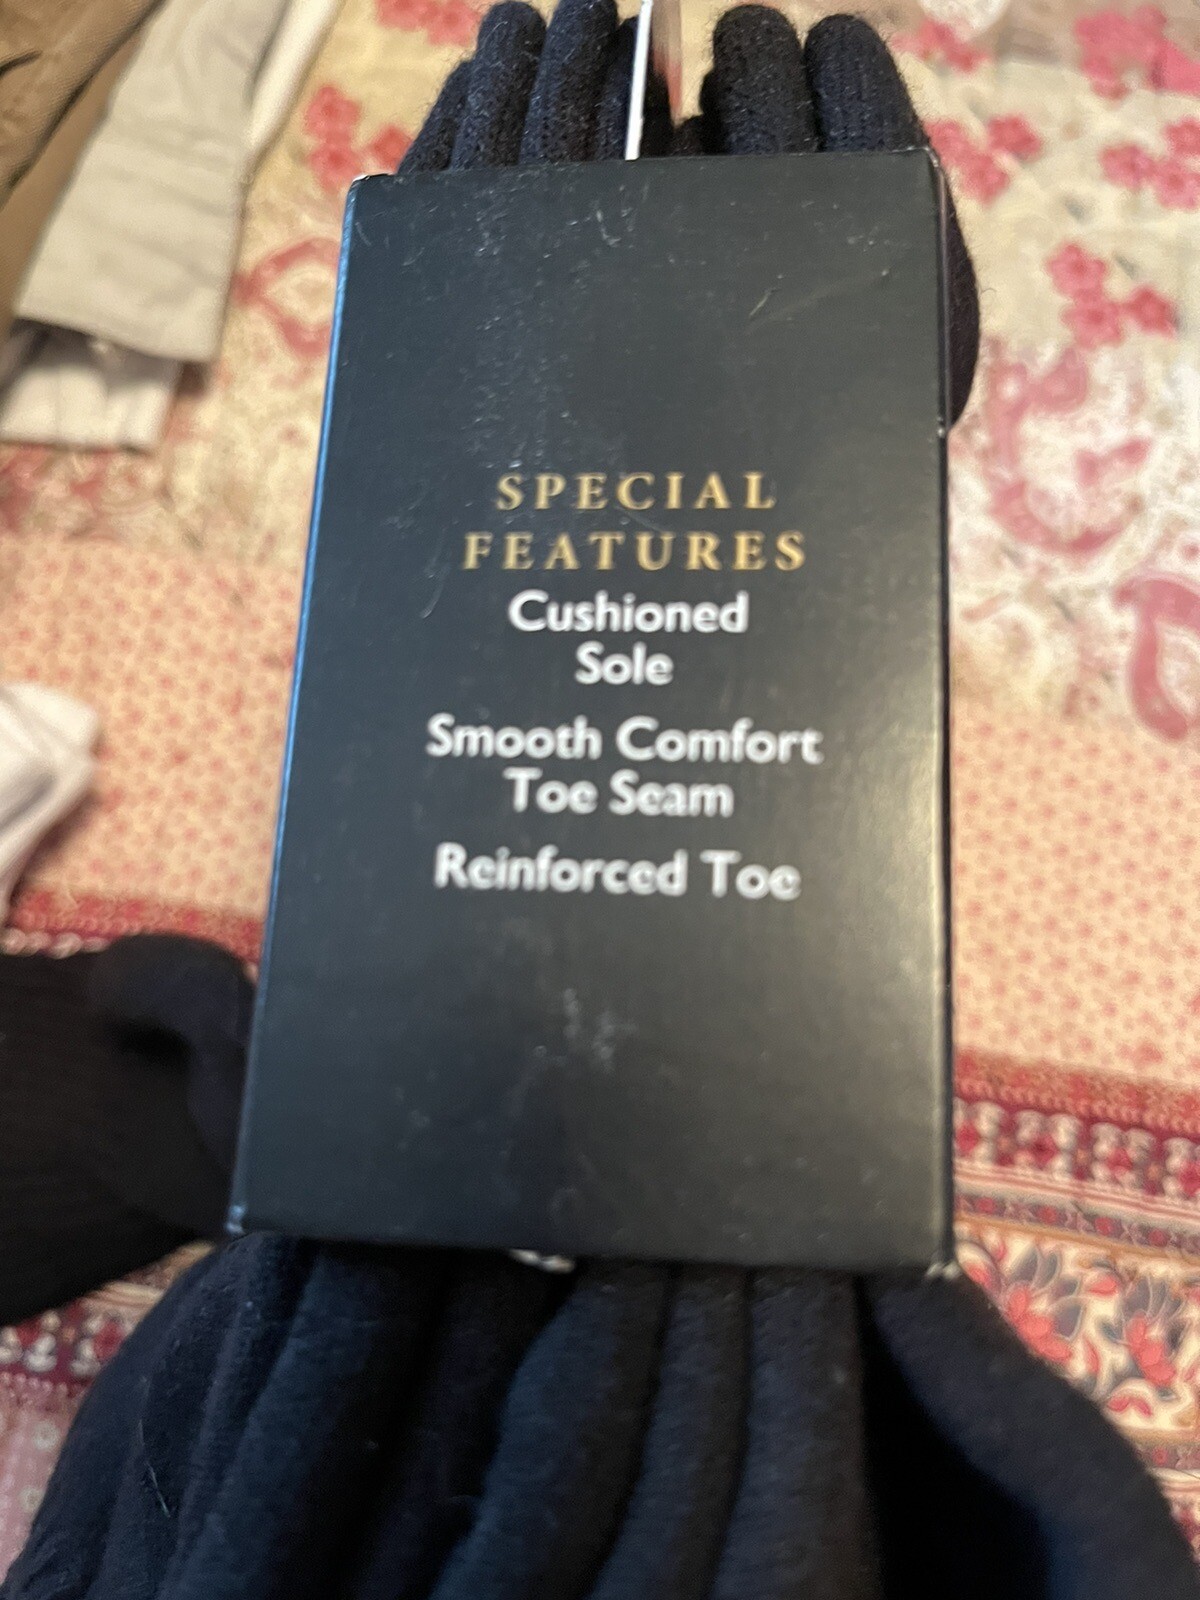 SPECIAL
FEATURES
Cushioned
Sole
Smooth Comfort
Toe Seam
Reinforced Toe